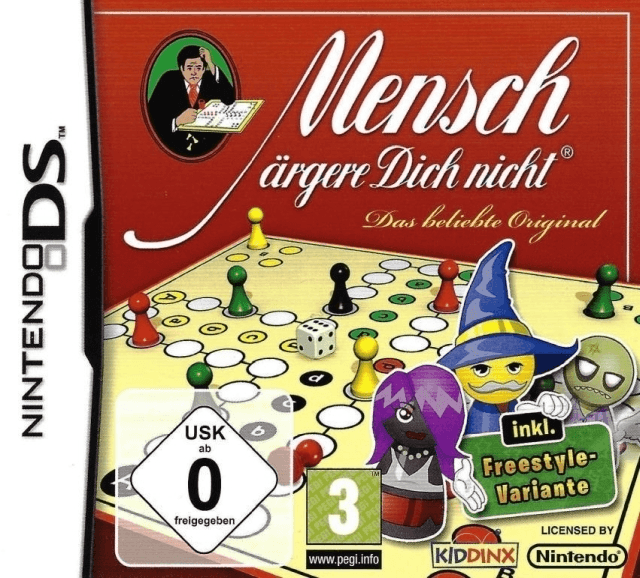 NINTENDO DS™
Mensch
ärgere Dich nicht®
Das beliebte Original
inkl.
Freestyle-
Variante
USK
ab
0
freigegeben
3
www.pegi.info
KIDDINX
LICENSED BY
Nintendo®